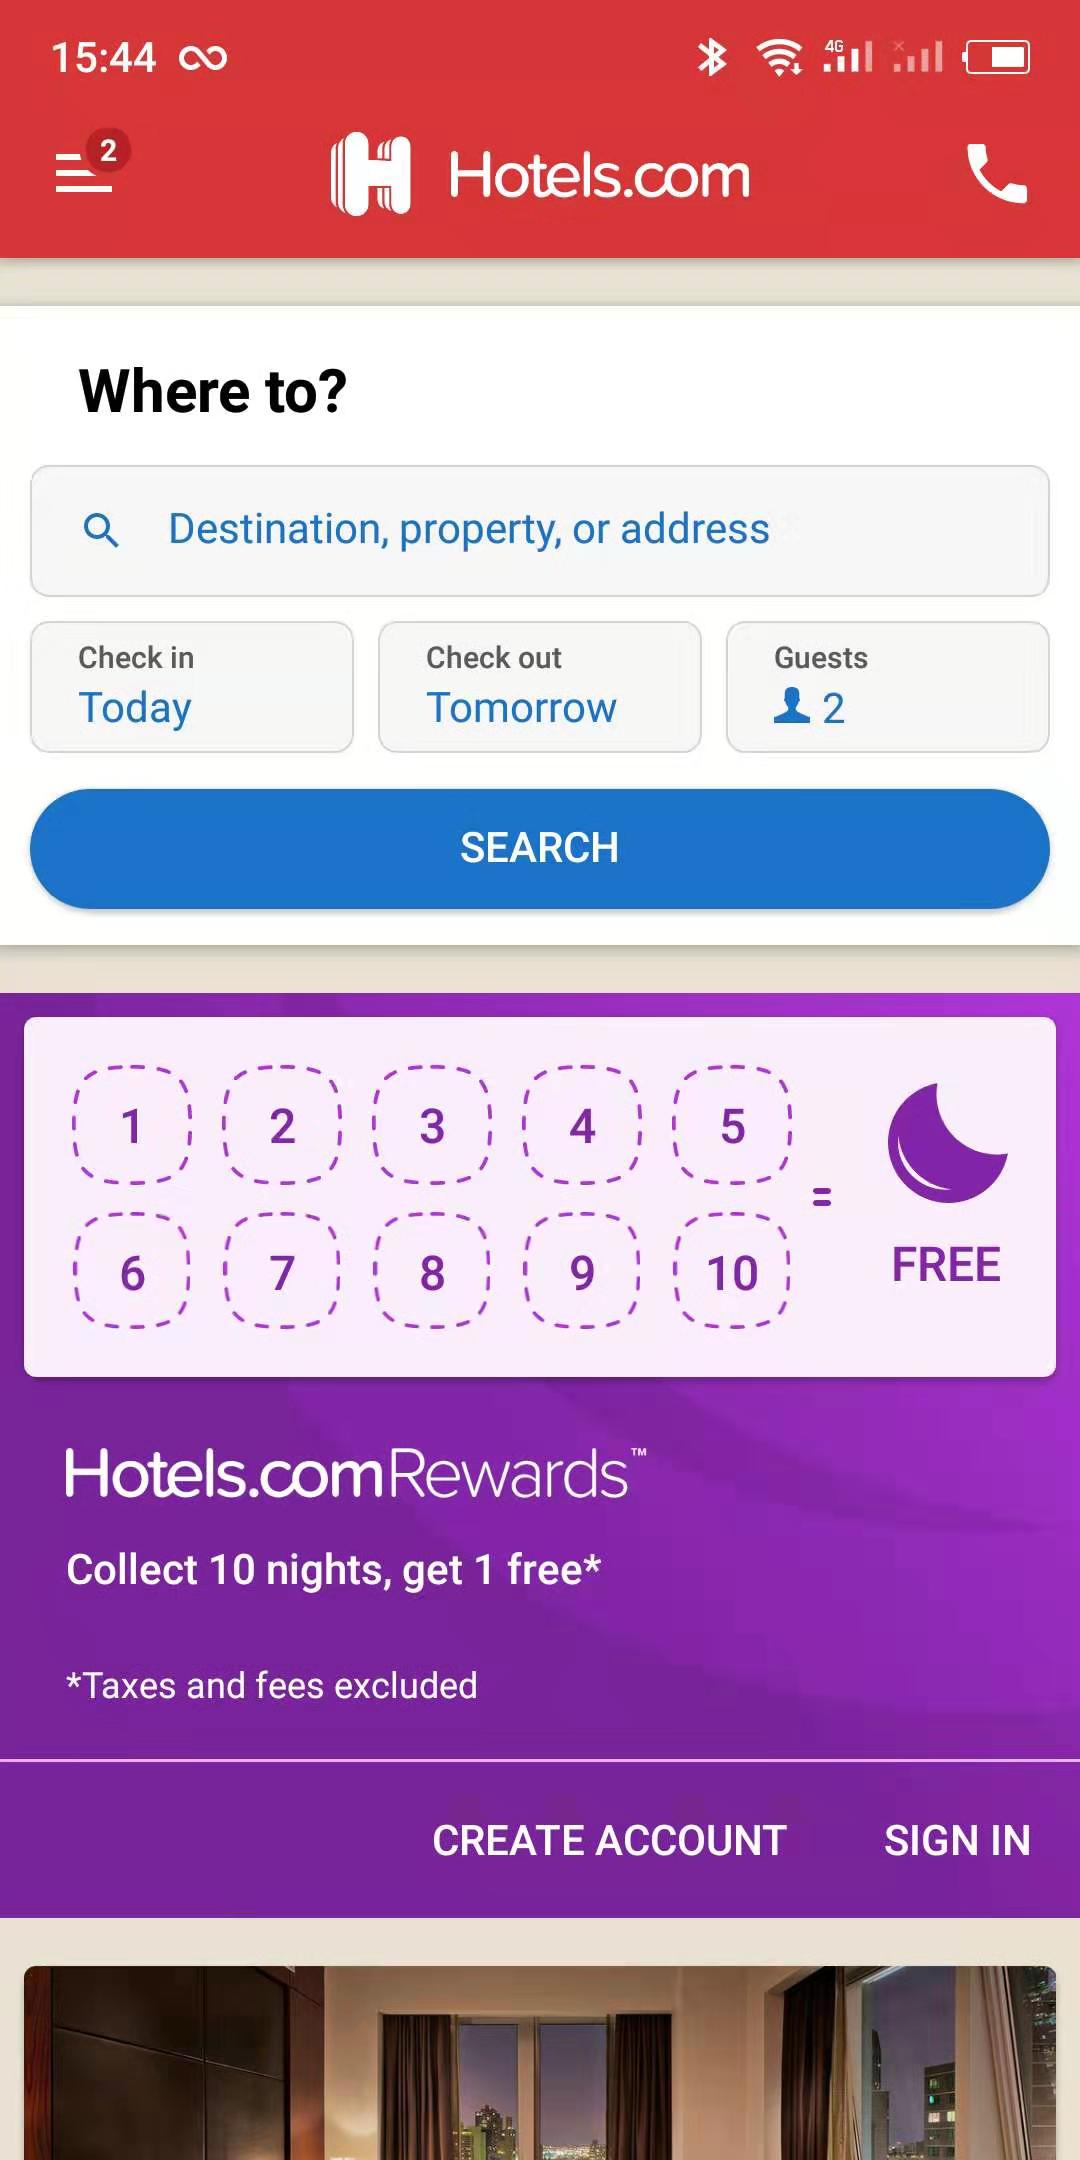 15:44
4G
2
Hotels.com
Where to?
Destination, property, or address
Check in
Check out
Guests
Today
Tomorrow
2
SEARCH
1 2 3 4 5
=
6 7 8 9 10
FREE
Hotels.comRewards™
Collect 10 nights, get 1 free*
*Taxes and fees excluded
CREATE ACCOUNT SIGN IN